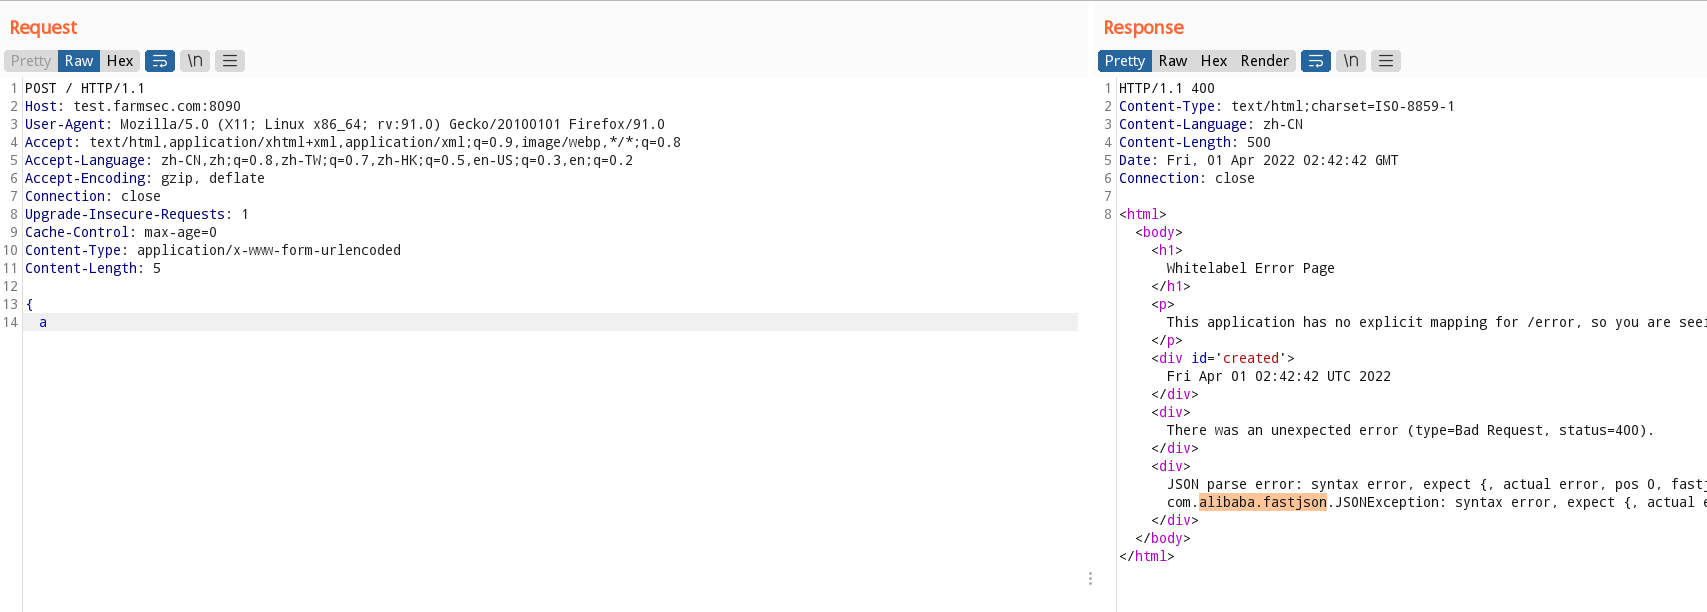 Request
Pretty Raw Hex \n
1 POST / HTTP/1.1
2 Host: test.farmsec.com:8090
3 User-Agent: Mozilla/5.0 (X11; Linux x86_64; rv:91.0) Gecko/20100101 Firefox/91.0
4 Accept: text/html,application/xhtml+xml,application/xml;q=0.9,image/webp,*/*;q=0.8
5 Accept-Language: zh-CN,zh;q=0.8,zh-TW;q=0.7,zh-HK;q=0.5,en-US;q=0.3,en;q=0.2
6 Accept-Encoding: gzip, deflate
7 Connection: close
8 Upgrade-Insecure-Requests: 1
9 Cache-Control: max-age=0
10 Content-Type: application/x-www-form-urlencoded
11 Content-Length: 5
12
13 {
14 a
Response
Pretty Raw Hex Render \n
1 HTTP/1.1 400
2 Content-Type: text/html;charset=ISO-8859-1
3 Content-Language: zh-CN
4 Content-Length: 500
5 Date: Fri, 01 Apr 2022 02:42:42 GMT
6 Connection: close
7
8 <html>
<body>
<h1>
Whitelabel Error Page
</h1>
<p>
This application has no explicit mapping for /error, so you are seei
</p>
<div id='created'>
Fri Apr 01 02:42:42 UTC 2022
</div>
<div>
There was an unexpected error (type=Bad Request, status=400).
</div>
<div>
JSON parse error: syntax error, expect {, actual error, pos 0, fastj
com.alibaba.fastjson.JSONException: syntax error, expect {, actual e
</div>
</body>
</html>